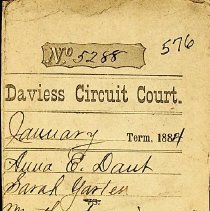 No 5288
576
Daviess Circuit Court.
January Term, 1884
Anna E. Daut
Sarah Garten